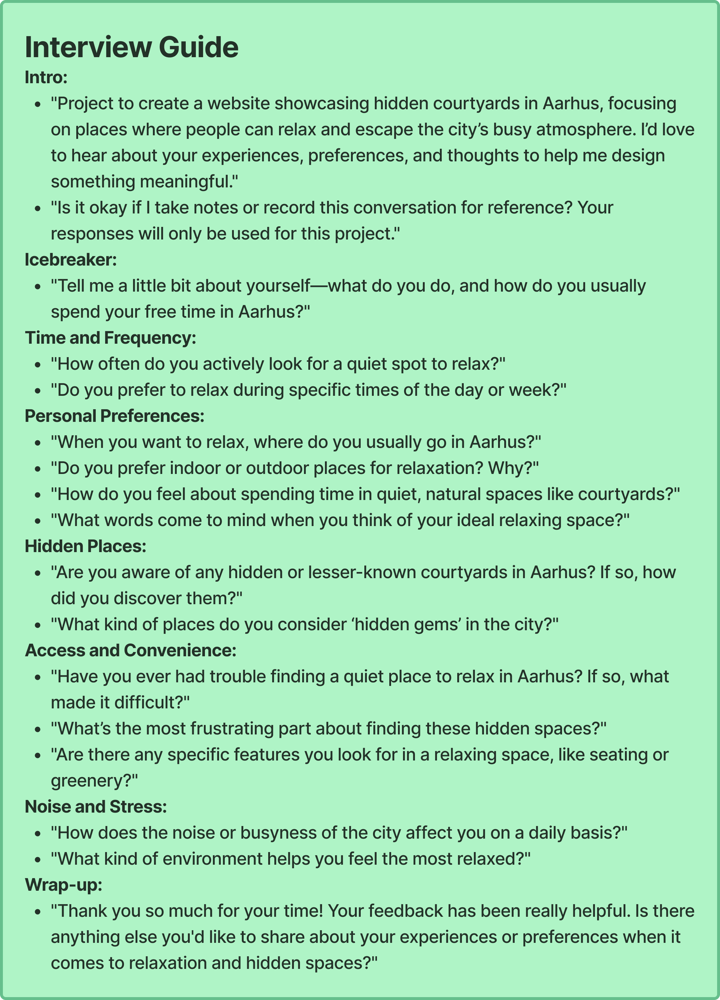 Interview Guide
Intro:
• "Project to create a website showcasing hidden courtyards in Aarhus, focusing
on places where people can relax and escape the city’s busy atmosphere. I’d love
to hear about your experiences, preferences, and thoughts to help me design
something meaningful."
• "Is it okay if I take notes or record this conversation for reference? Your
responses will only be used for this project."
Icebreaker:
• "Tell me a little bit about yourself—what do you do, and how do you usually
spend your free time in Aarhus?"
Time and Frequency:
• "How often do you actively look for a quiet spot to relax?"
• "Do you prefer to relax during specific times of the day or week?"
Personal Preferences:
• "When you want to relax, where do you usually go in Aarhus?"
• "Do you prefer indoor or outdoor places for relaxation? Why?"
• "How do you feel about spending time in quiet, natural spaces like courtyards?"
• "What words come to mind when you think of your ideal relaxing space?"
Hidden Places:
• "Are you aware of any hidden or lesser-known courtyards in Aarhus? If so, how
did you discover them?"
• "What kind of places do you consider ‘hidden gems’ in the city?"
Access and Convenience:
• "Have you ever had trouble finding a quiet place to relax in Aarhus? If so, what
made it difficult?"
• "What’s the most frustrating part about finding these hidden spaces?"
• "Are there any specific features you look for in a relaxing space, like seating or
greenery?"
Noise and Stress:
• "How does the noise or busyness of the city affect you on a daily basis?"
• "What kind of environment helps you feel the most relaxed?"
Wrap-up:
• "Thank you so much for your time! Your feedback has been really helpful. Is there
anything else you'd like to share about your experiences or preferences when it
comes to relaxation and hidden spaces?"